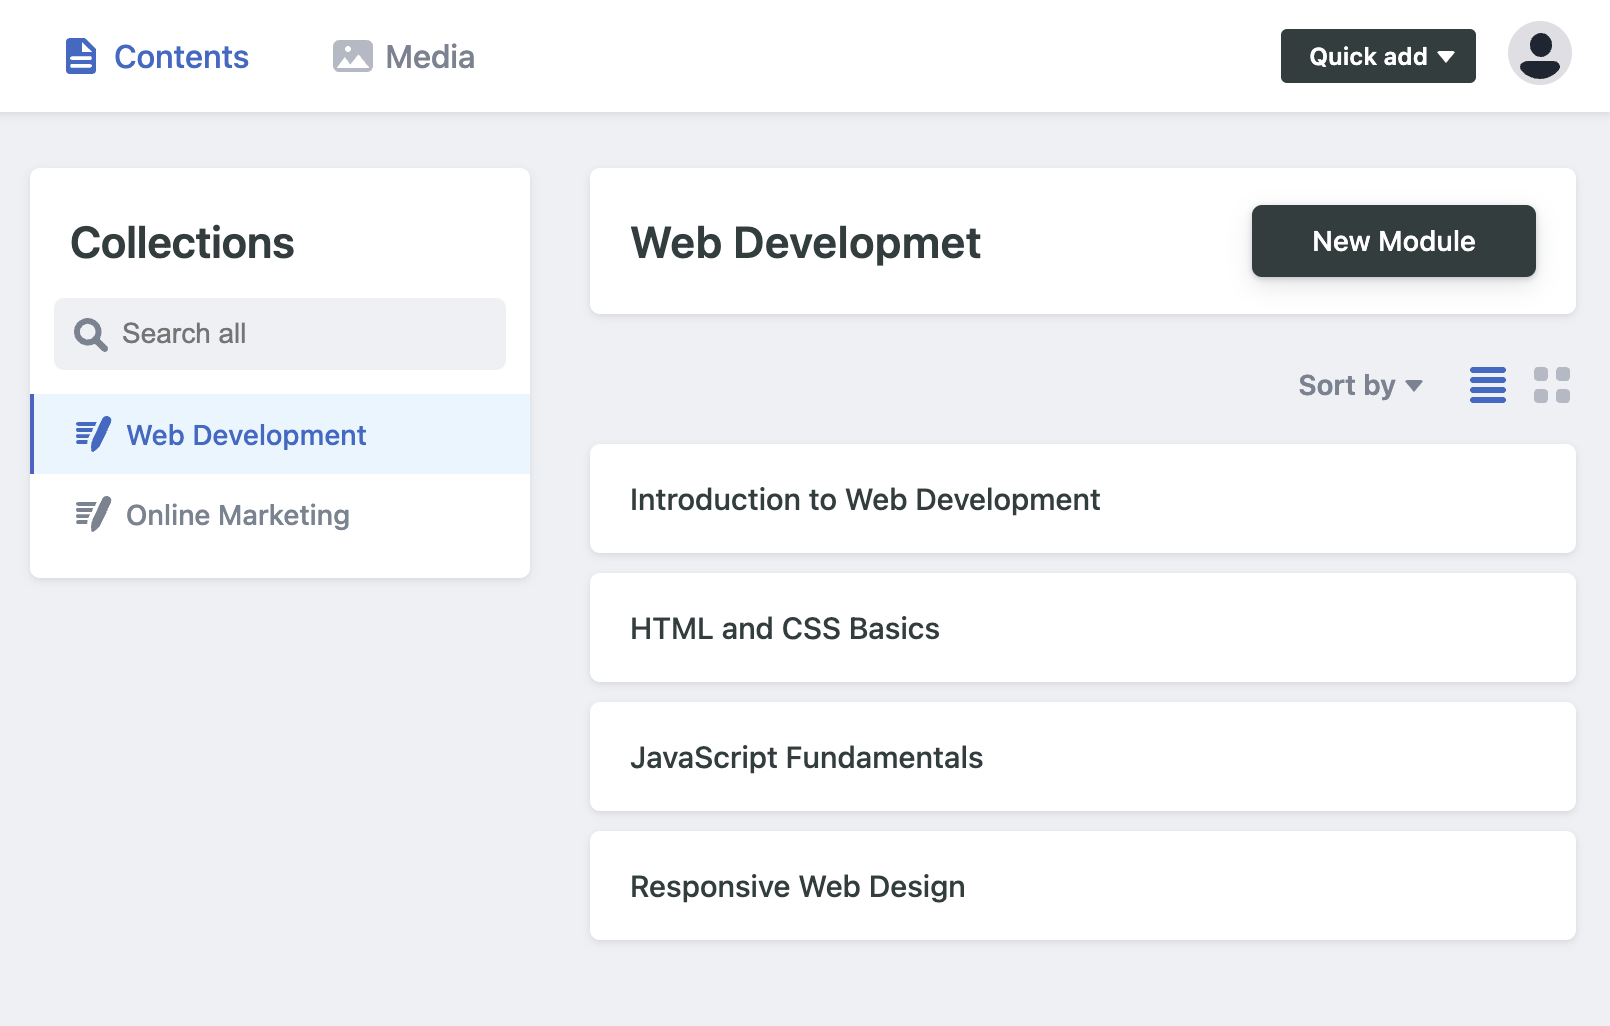 Contents
Media
Quick add
Collections
Search all
Web Development
Online Marketing
Web Developmet
New Module
Sort by
Introduction to Web Development
HTML and CSS Basics
JavaScript Fundamentals
Responsive Web Design